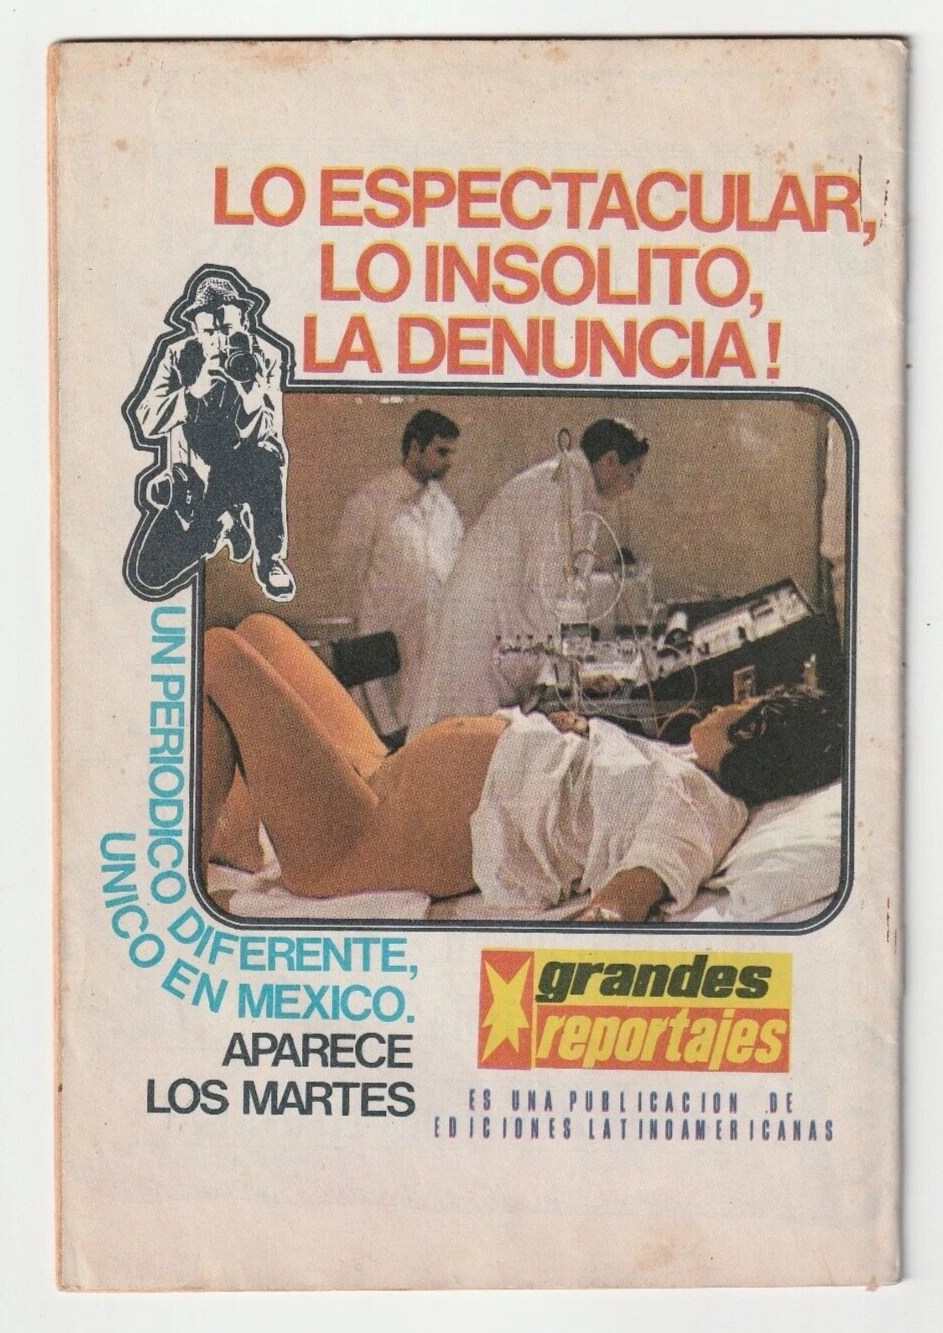 LO ESPECTACULAR,
LO INSOLITO,
LA DENUNCIA!
UN PERIODICO DIFERENTE,
UNICO EN MEXICO.
APARECE
LOS MARTES
grandes
reportajes
ES UNA PUBLICACION DE
EDICIONES LATINOAMERICANAS